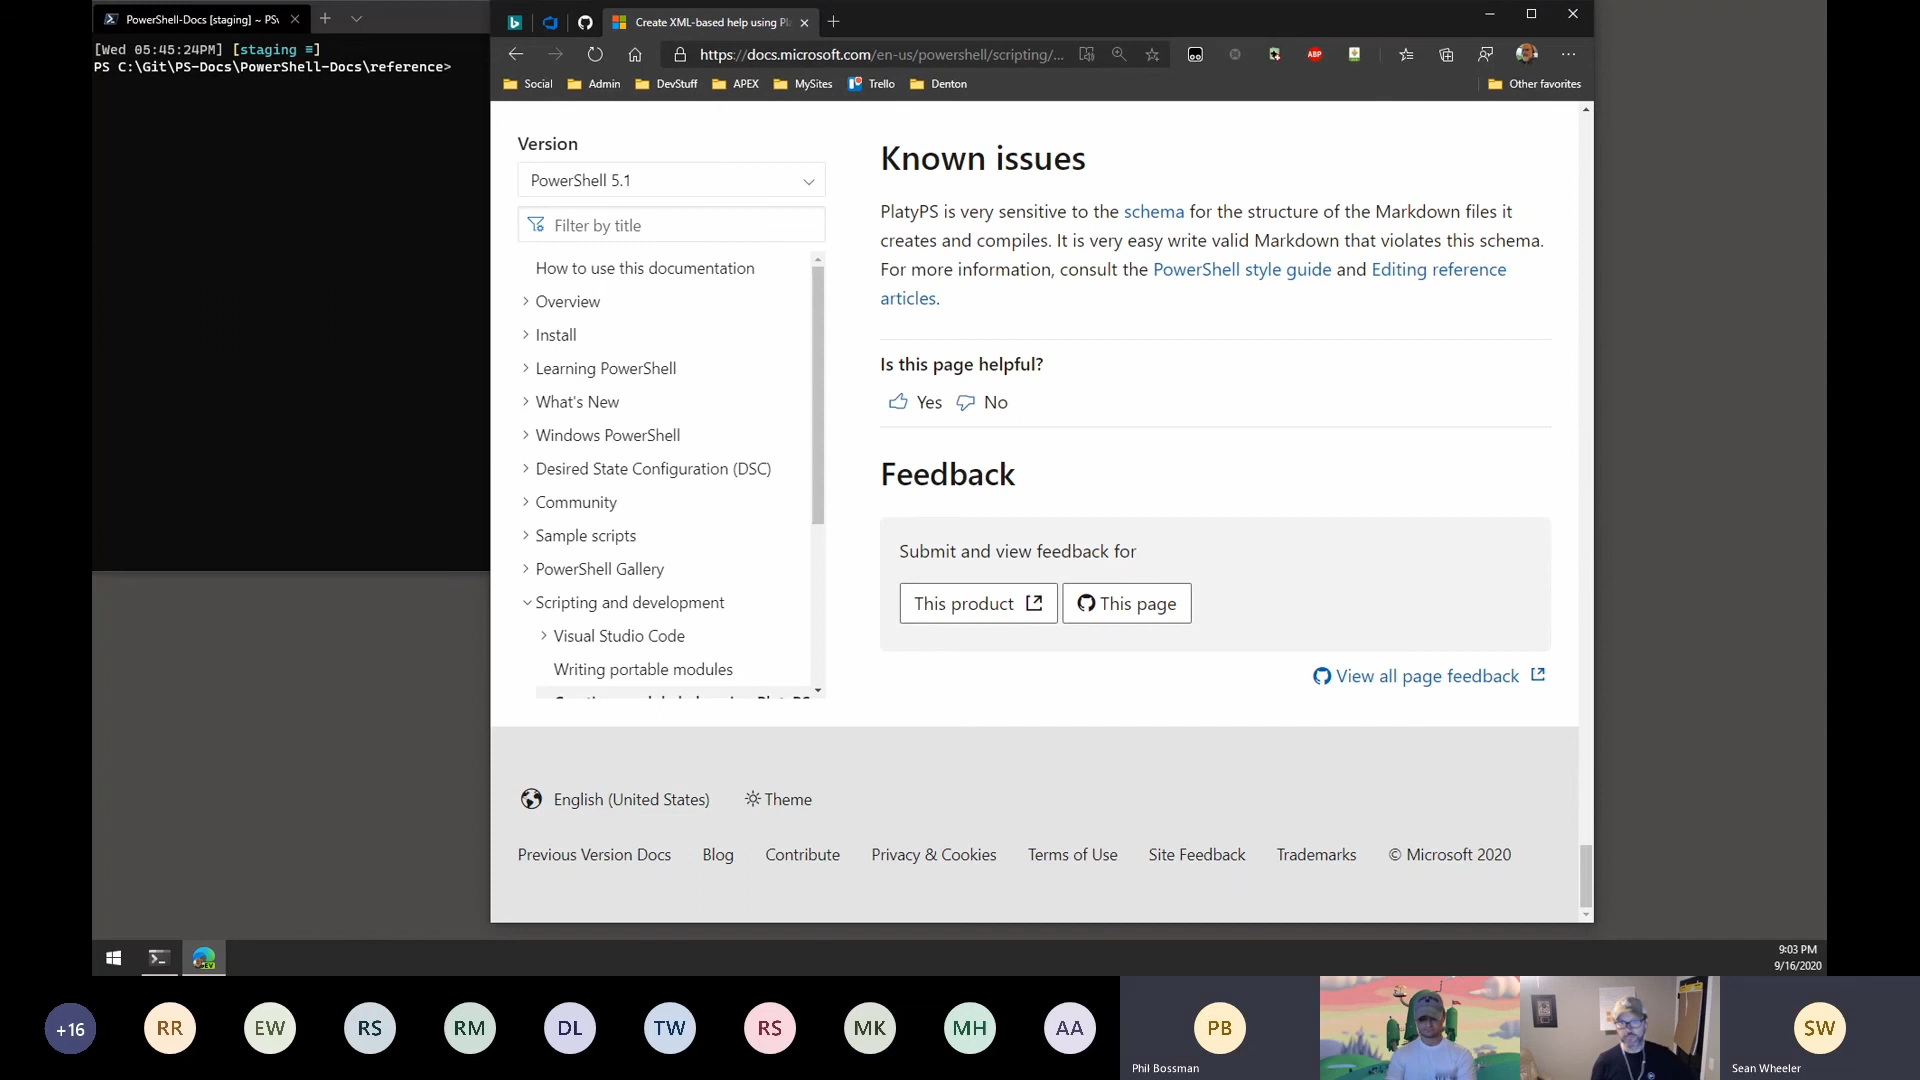 PowerShell-Docs [staging] ~ PS
Create XML-based help using Pl
[Wed 05:45:24PM] [staging ≡]
PS C:\Git\PS-Docs\PowerShell-Docs\reference>
https://docs.microsoft.com/en-us/powershell/scripting/...
ABP
Social Admin DevStuff APEX MySites Trello Denton Other favorites
Version
PowerShell 5.1
Filter by title
How to use this documentation
Overview
Install
Learning PowerShell
What's New
Windows PowerShell
Desired State Configuration (DSC)
Community
Sample scripts
PowerShell Gallery
Scripting and development
Visual Studio Code
Writing portable modules
Known issues
PlatyPS is very sensitive to the schema for the structure of the Markdown files it
creates and compiles. It is very easy write valid Markdown that violates this schema.
For more information, consult the PowerShell style guide and Editing reference
articles.
Is this page helpful?
Yes No
Feedback
Submit and view feedback for
This product This page
View all page feedback
English (United States) Theme
Previous Version Docs Blog Contribute Privacy & Cookies Terms of Use Site Feedback Trademarks © Microsoft 2020
9:03 PM
9/16/2020
+16 RR EW RS RM DL TW RS MK MH AA PB SW
Phil Bossman Sean Wheeler